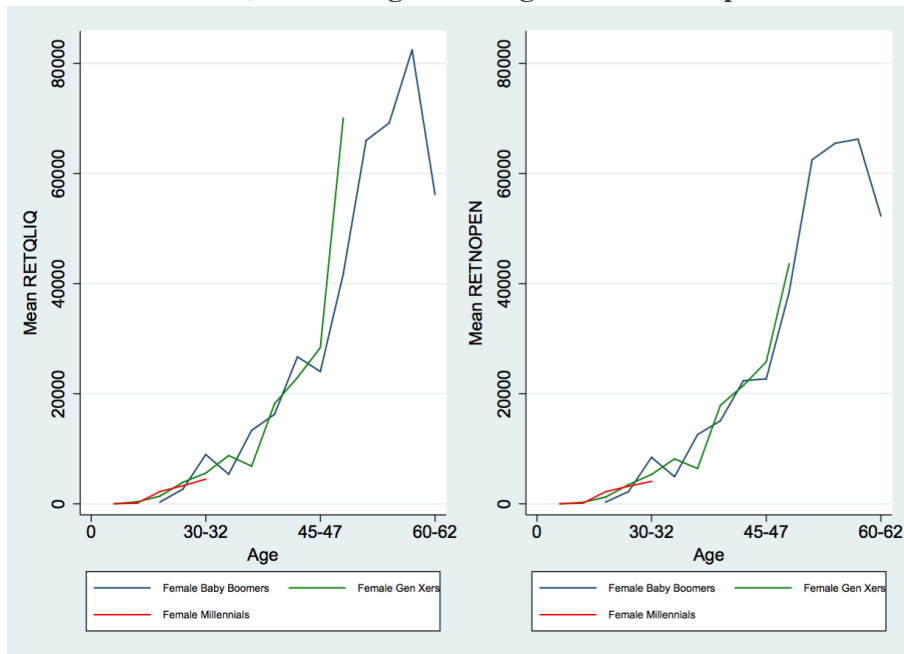 80000
60000
40000
20000
0
Mean RETQLIQ
0 30-32 45-47 60-62
Age
Female Baby Boomers Female Gen Xers
Female Millennials
80000
60000
40000
20000
0
Mean RETNOPEN
0 30-32 45-47 60-62
Age
Female Baby Boomers Female Gen Xers
Female Millennials